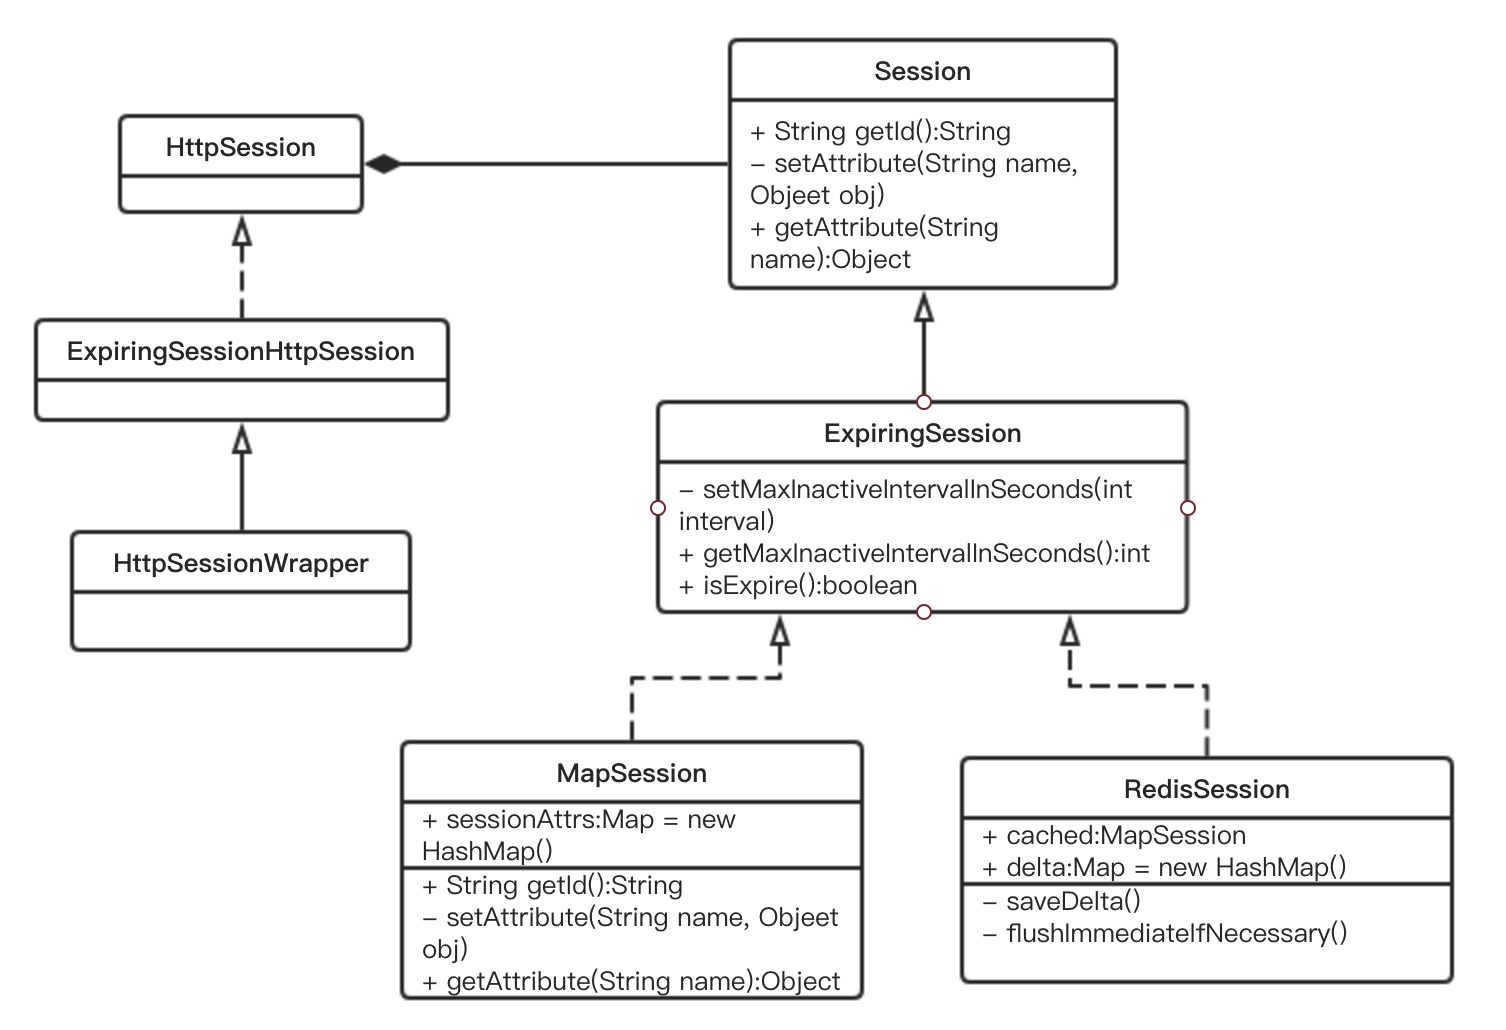 Session
+ String getId():String
– setAttribute(String name,
Objeet obj)
+ getAttribute(String
name):Object
HttpSession
ExpiringSessionHttpSession
HttpSessionWrapper
ExpiringSession
– setMaxInactiveIntervalInSeconds(int
interval)
+ getMaxInactiveIntervalInSeconds():int
+ isExpire():boolean
MapSession
+ sessionAttrs:Map = new
HashMap()
+ String getId():String
– setAttribute(String name, Objeet
obj)
+ getAttribute(String name):Object
RedisSession
+ cached:MapSession
+ delta:Map = new HashMap()
– saveDelta()
– flushImmediateIfNecessary()